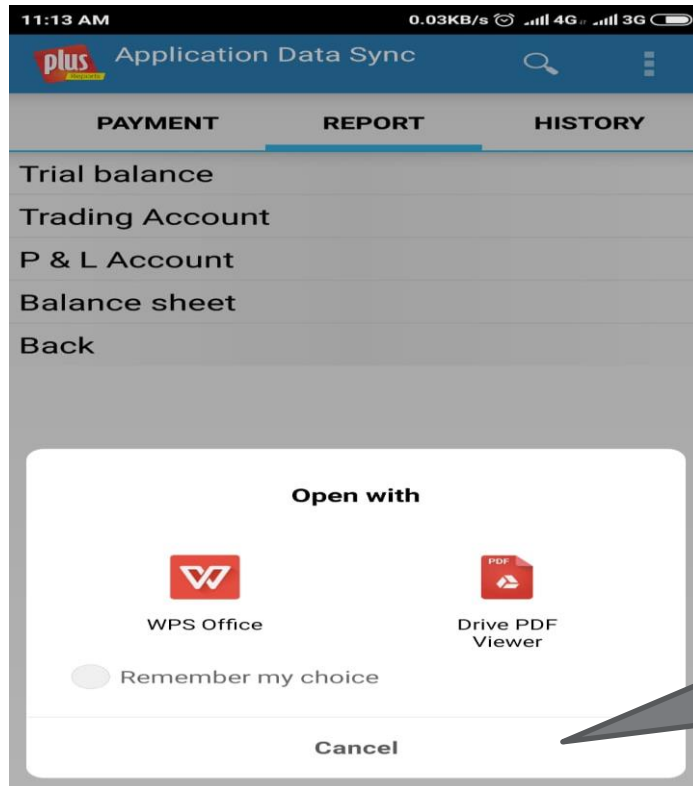 11:13 AM 0.03KB/s 4G 3G
plus Reports Application Data Sync
PAYMENT REPORT HISTORY
Trial balance
Trading Account
P & L Account
Balance sheet
Back
Open with
PDF
WPS Office Drive PDF
Viewer
Remember my choice
Cancel